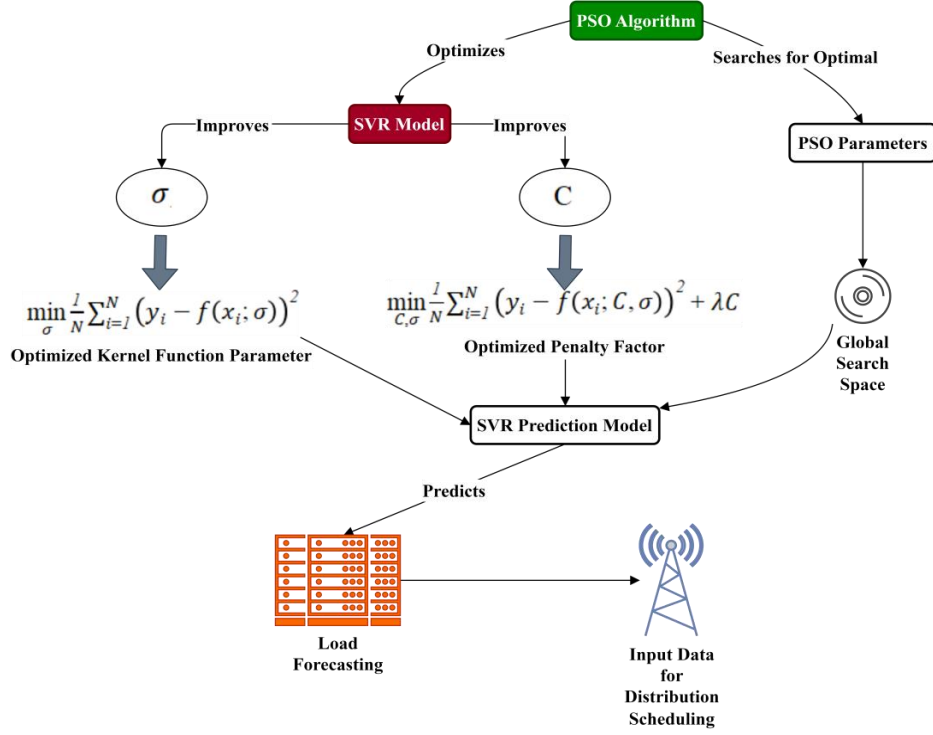 PSO Algorithm
Optimizes
Searches for Optimal
Improves
SVR Model
Improves
PSO Parameters
σ
C
min_σ 1/N ∑_{i=1}^{N} (y_i − f(x_i; σ))^2
min_{C,σ} 1/N ∑_{i=1}^{N} (y_i − f(x_i; C, σ))^2 + λC
Optimized Kernel Function Parameter
Optimized Penalty Factor
Global
Search
Space
SVR Prediction Model
Predicts
Load
Forecasting
Input Data
for
Distribution
Scheduling